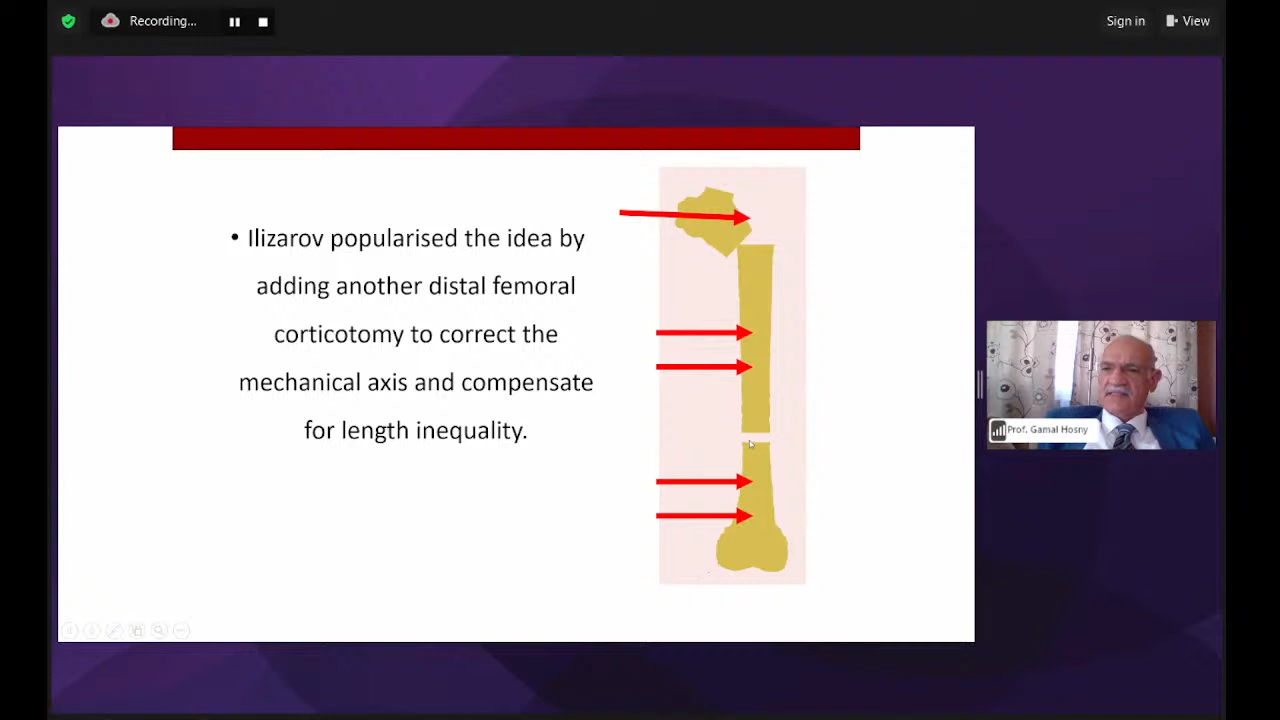 Recording...
Sign in
View
• Ilizarov popularised the idea by
adding another distal femoral
corticotomy to correct the
mechanical axis and compensate
for length inequality.
Prof. Gamal Hosny